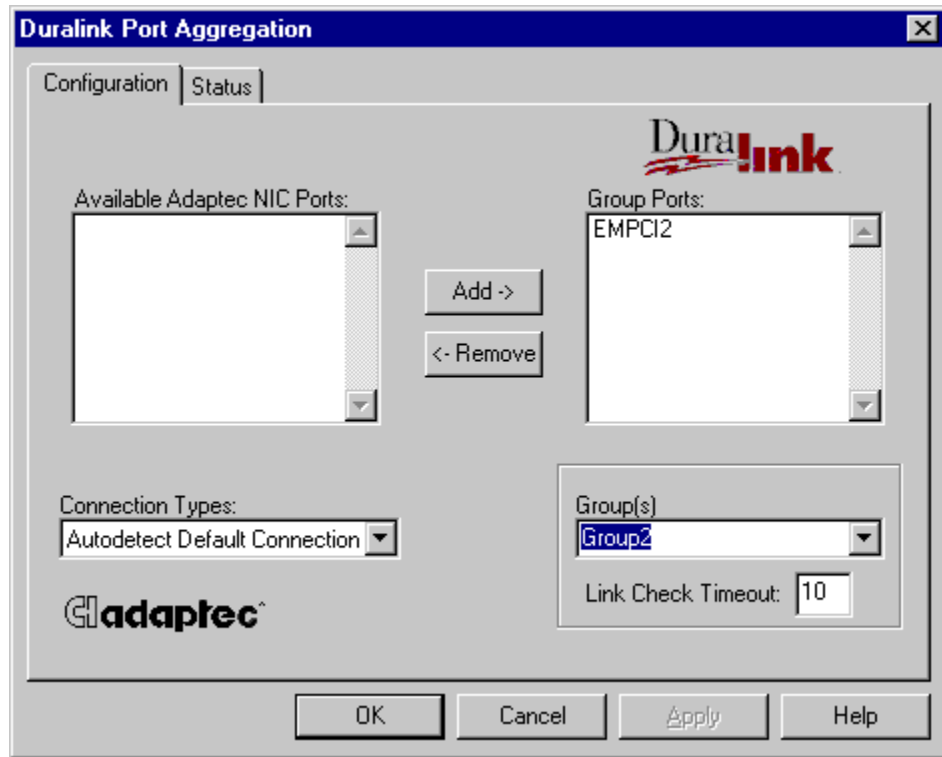 Duralink Port Aggregation
Configuration
Status
Duralink
Available Adaptec NIC Ports:
Group Ports:
EMPCI2
Add ->
<- Remove
Connection Types:
Autodetect Default Connection
Group(s)
Group2
Link Check Timeout: 10
adaptec
OK
Cancel
Apply
Help